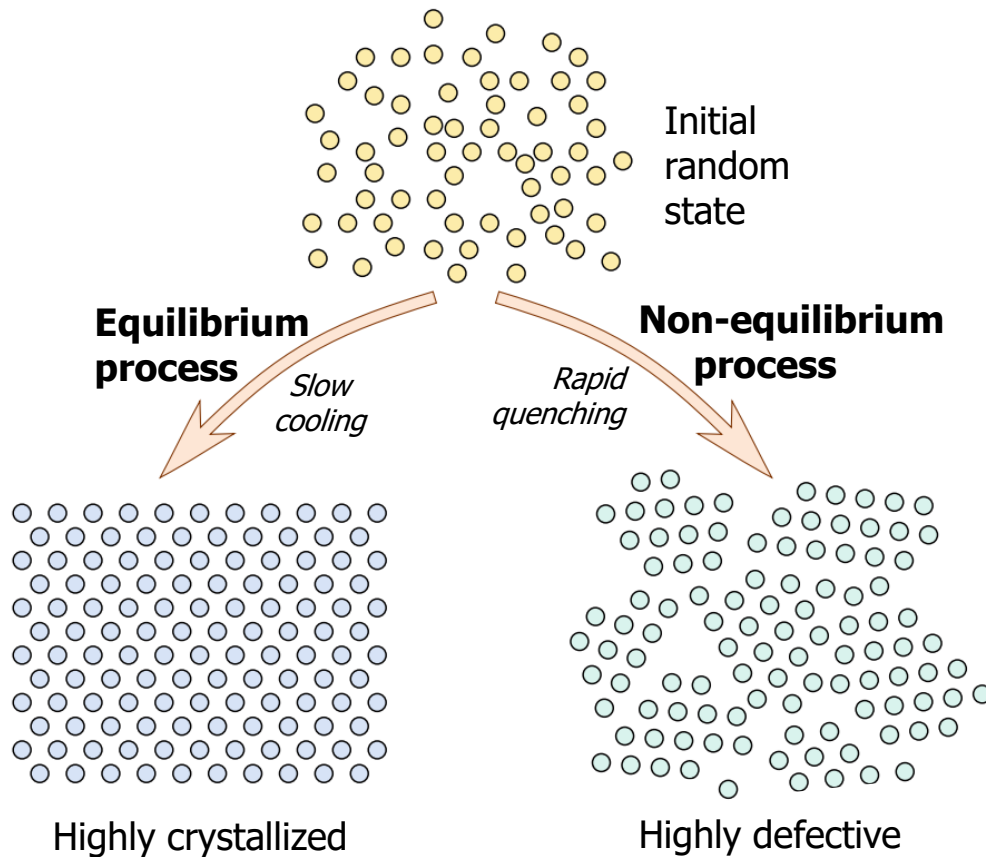 Initial
random
state
Equilibrium
process
Non-equilibrium
process
Slow
cooling
Rapid
quenching
Highly crystallized
Highly defective